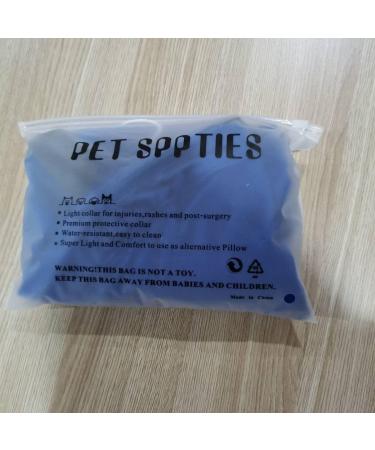 PET SPPTIES
• Light collar for injuries,rashes and post-surgery
• Premium protective collar
• Water-resistant,easy to clean
• Super Light and Comfort to use as alternative Pillow
WARNING!THIS BAG IS NOT A TOY.
KEEP THIS BAG AWAY FROM BABIES AND CHILDREN.
Made in China